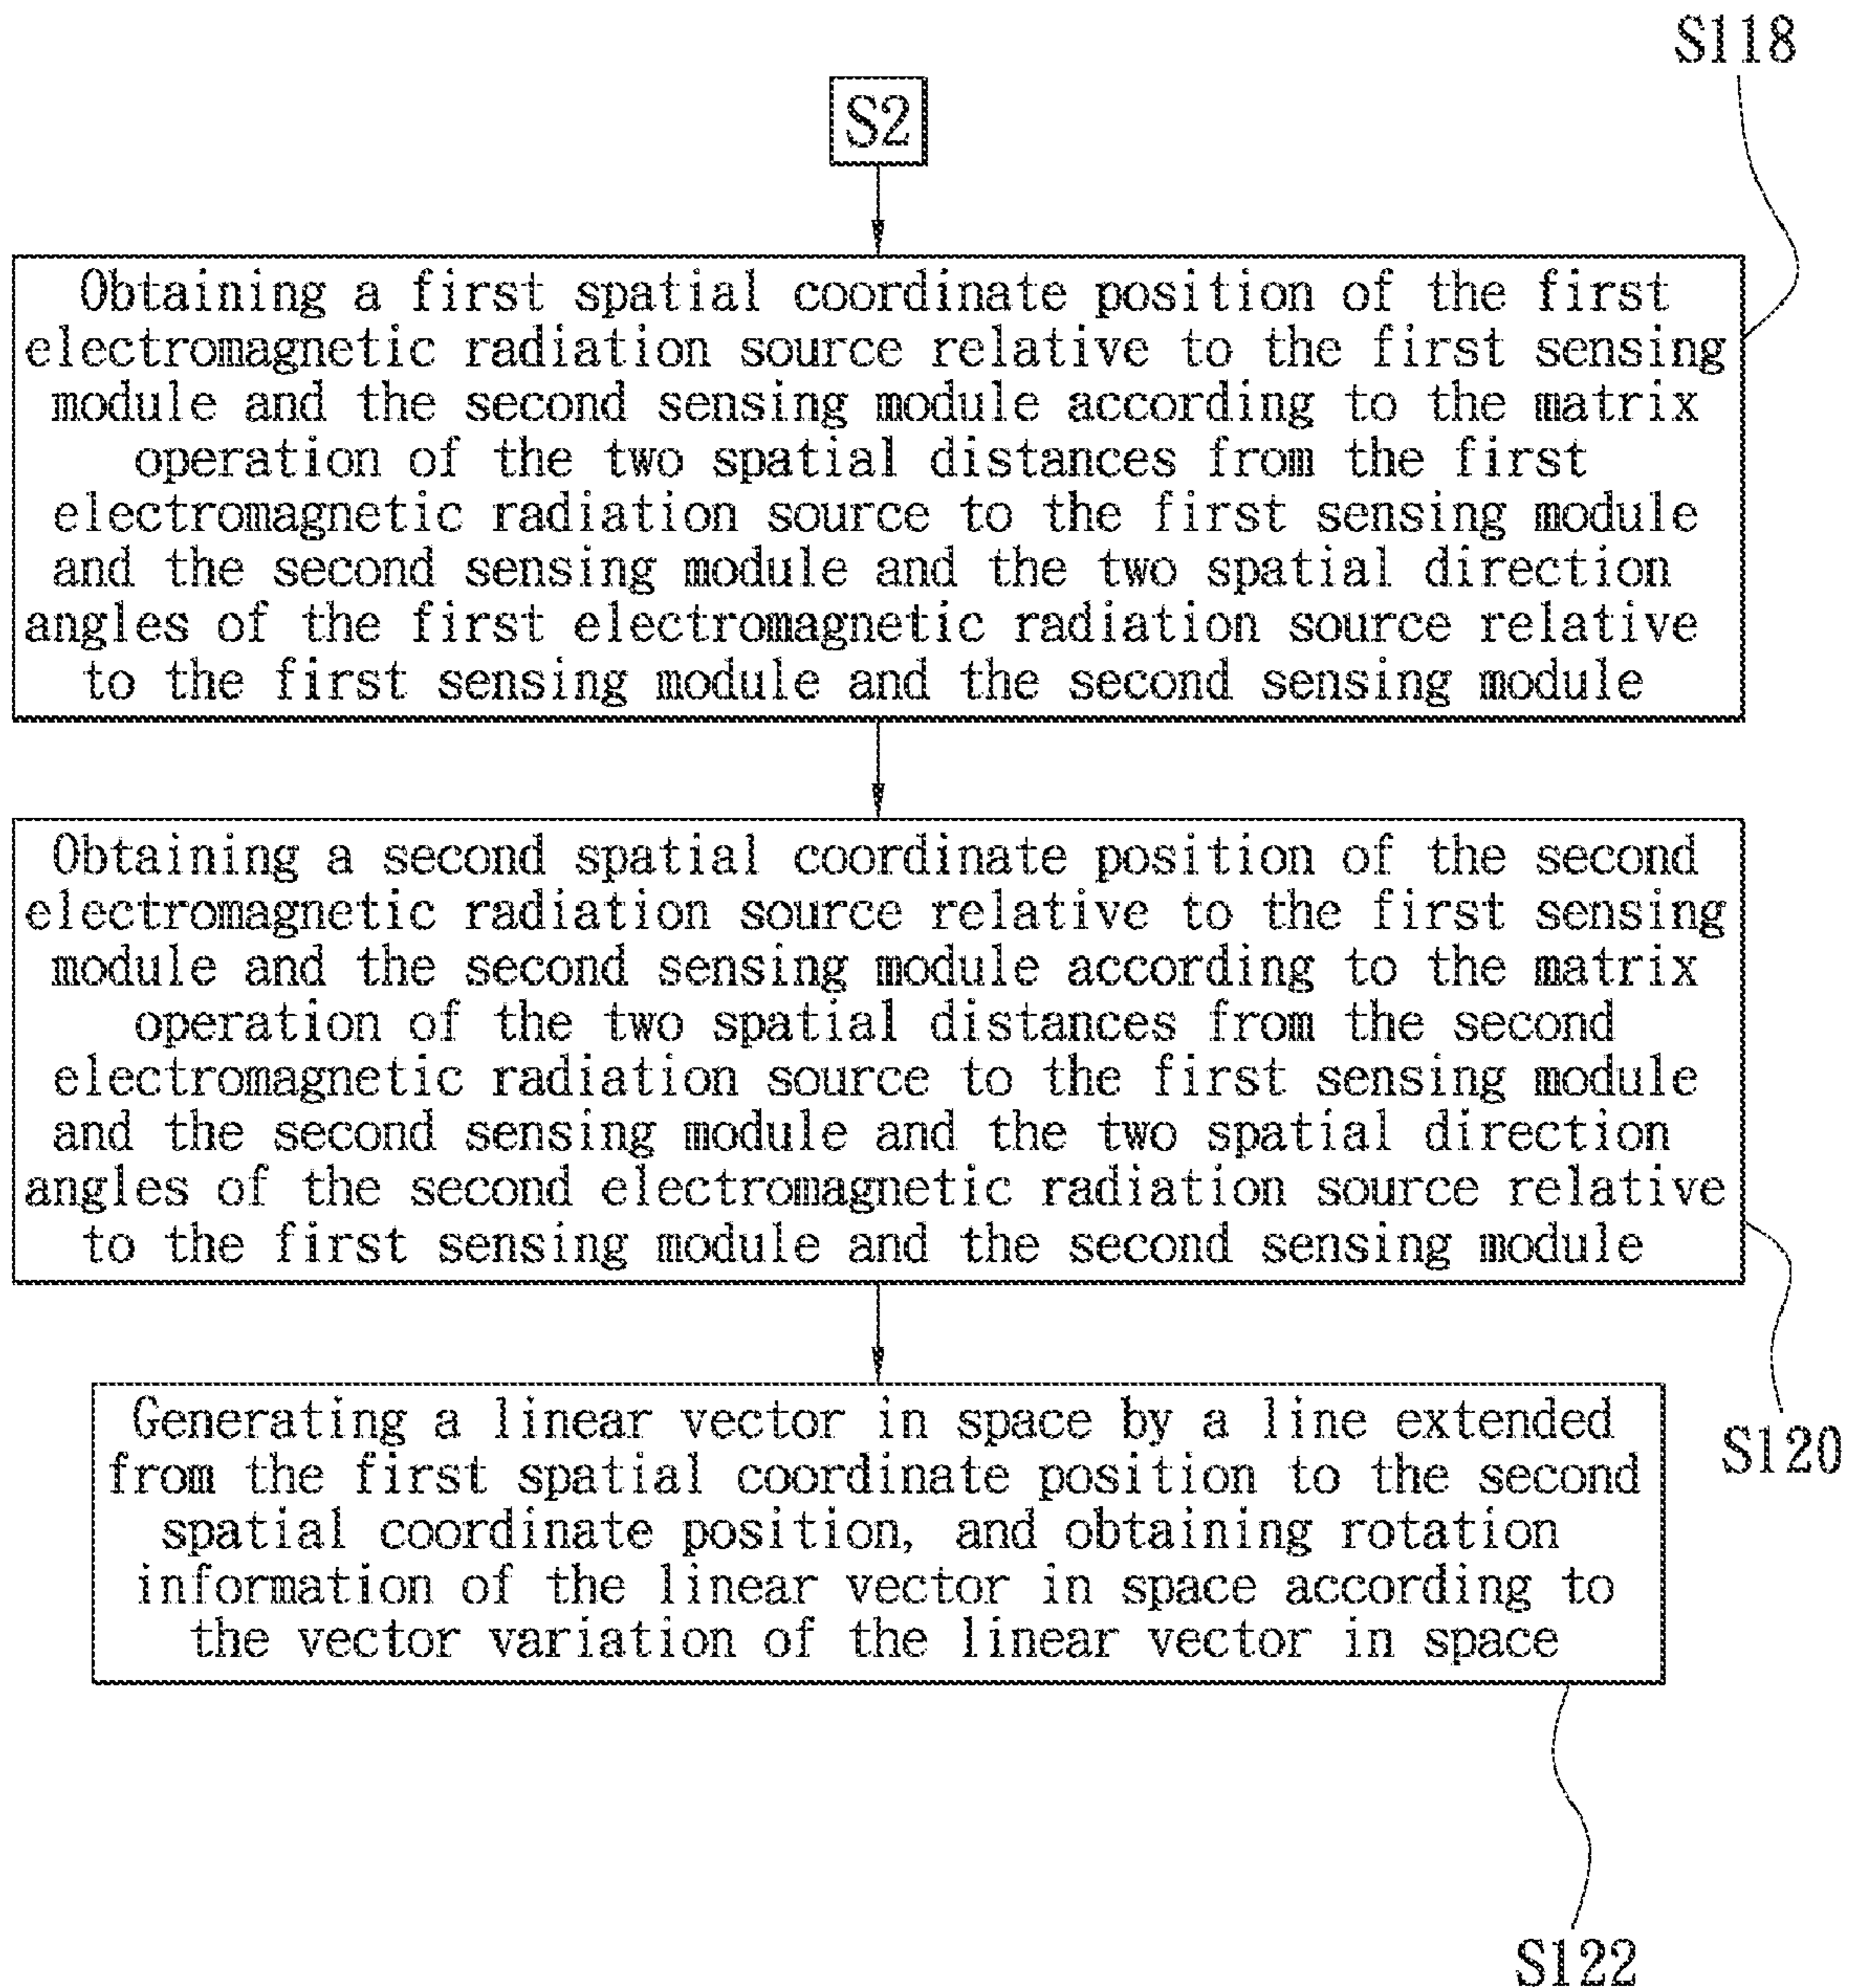 S118
S2
Obtaining a first spatial coordinate position of the first
electromagnetic radiation source relative to the first sensing
module and the second sensing module according to the matrix
operation of the two spatial distances from the first
electromagnetic radiation source to the first sensing module
and the second sensing module and the two spatial direction
angles of the first electromagnetic radiation source relative
to the first sensing module and the second sensing module
Obtaining a second spatial coordinate position of the second
electromagnetic radiation source relative to the first sensing
module and the second sensing module according to the matrix
operation of the two spatial distances from the second
electromagnetic radiation source to the first sensing module
and the second sensing module and the two spatial direction
angles of the second electromagnetic radiation source relative
to the first sensing module and the second sensing module
S120
Generating a linear vector in space by a line extended
from the first spatial coordinate position to the second
spatial coordinate position, and obtaining rotation
information of the linear vector in space according to
the vector variation of the linear vector in space
S122